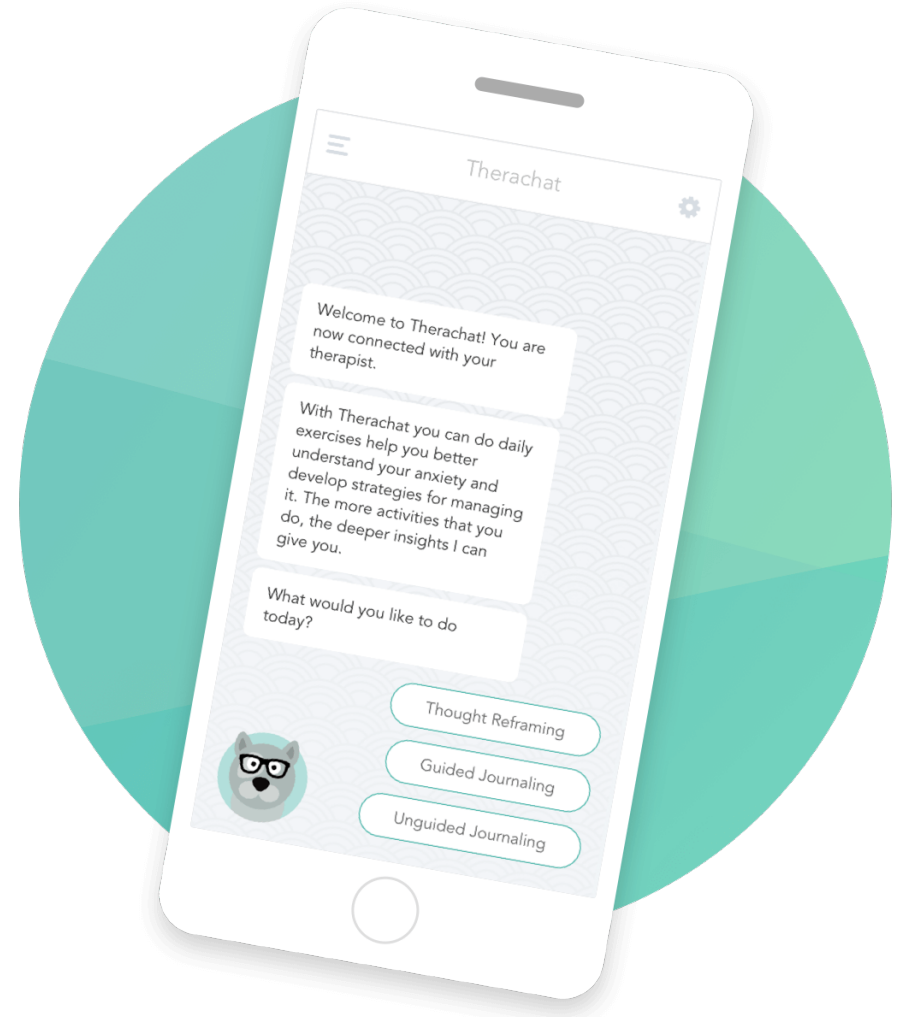 Therachat
Welcome to Therachat! You are
now connected with your
therapist.
With Therachat you can do daily
exercises help you better
understand your anxiety and
develop strategies for managing
it. The more activities that you
do, the deeper insights I can
give you.
What would you like to do
today?
Thought Reframing
Guided Journaling
Unguided Journaling